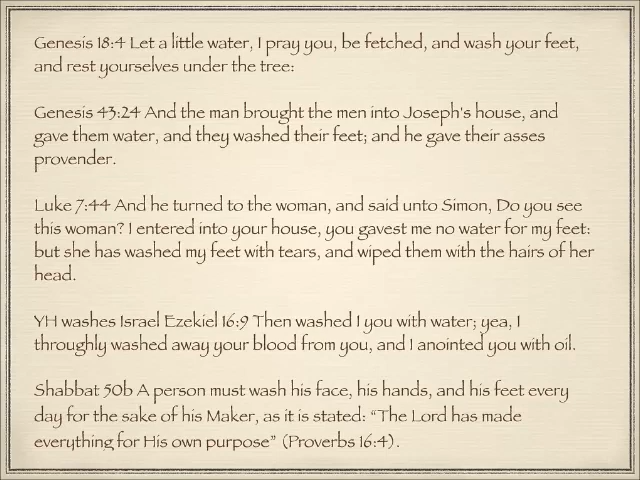 Genesis 18:4 Let a little water, I pray you, be fetched, and wash your feet,
and rest yourselves under the tree:
Genesis 43:24 And the man brought the men into Joseph's house, and
gave them water, and they washed their feet; and he gave their asses
provender.
Luke 7:44 And he turned to the woman, and said unto Simon, Do you see
this woman? I entered into your house, you gavest me no water for my feet:
but she has washed my feet with tears, and wiped them with the hairs of her
head.
YH washes Israel Ezekiel 16:9 Then washed I you with water; yea, I
throughly washed away your blood from you, and I anointed you with oil.
Shabbat 50b A person must wash his face, his hands, and his feet every
day for the sake of his Maker, as it is stated: “The Lord has made
everything for His own purpose” (Proverbs 16:4).